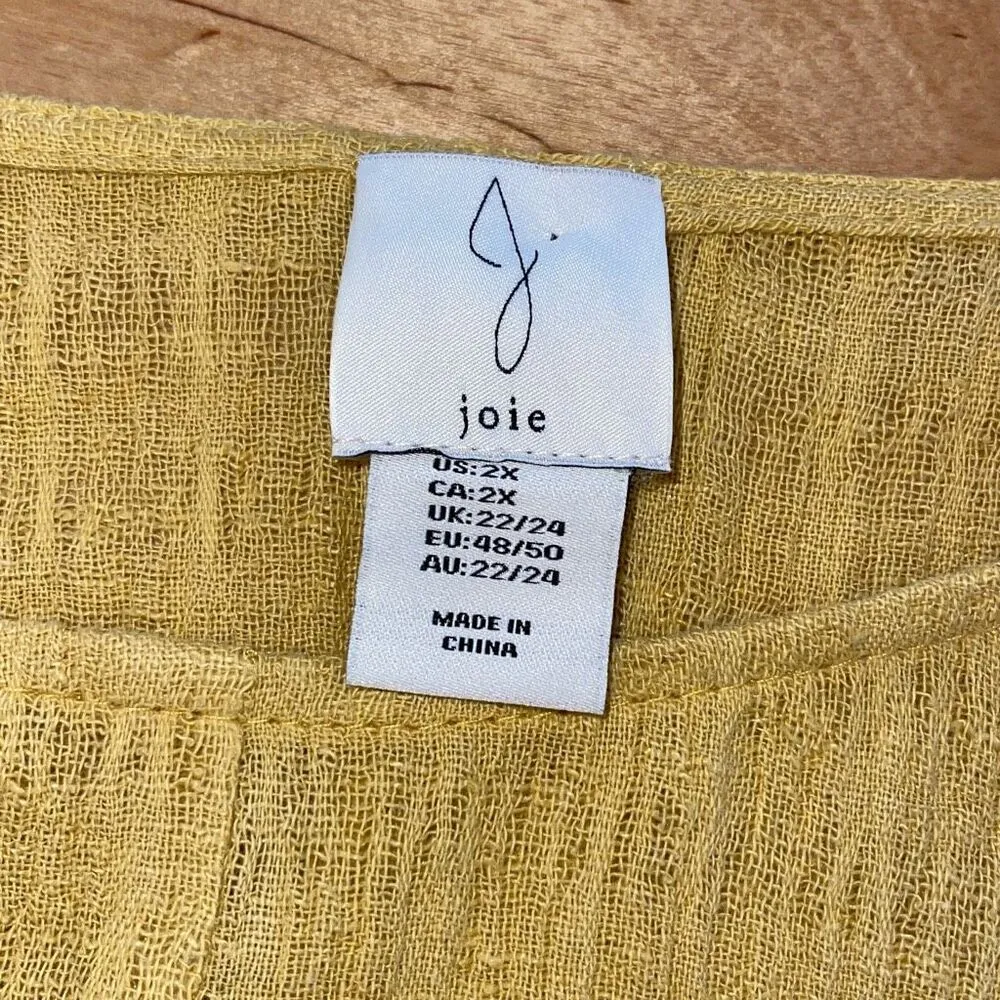 joie
US:2X
CA:2X
UK:22/24
EU:48/50
AU:22/24
MADE IN
CHINA